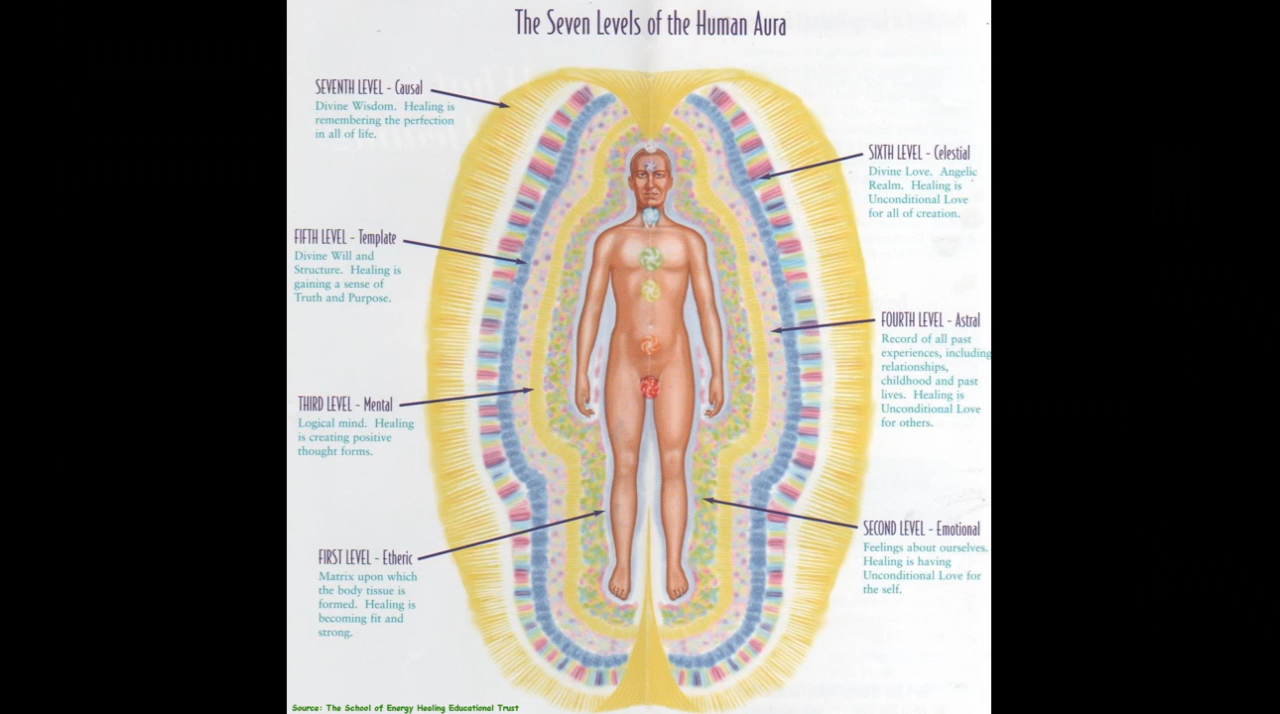 The Seven Levels of the Human Aura
SEVENTH LEVEL - Causal
Divine Wisdom. Healing is
remembering the perfection
in all of life.
SIXTH LEVEL - Celestial
Divine Love. Angelic
Realm. Healing is
Unconditional Love
for all of creation.
FIFTH LEVEL - Template
Divine Will and
Structure. Healing is
gaining a sense of
Truth and Purpose.
FOURTH LEVEL - Astral
Record of all past
experiences, including
relationships,
childhood and past
lives. Healing is
Unconditional Love
for others.
THIRD LEVEL - Mental
Logical mind. Healing
is creating positive
thought forms.
SECOND LEVEL - Emotional
Feelings about ourselves.
Healing is having
Unconditional Love for
the self.
FIRST LEVEL - Etheric
Matrix upon which
the body tissue is
formed. Healing is
becoming fit and
strong.
Source: The School of Energy Healing Educational Trust